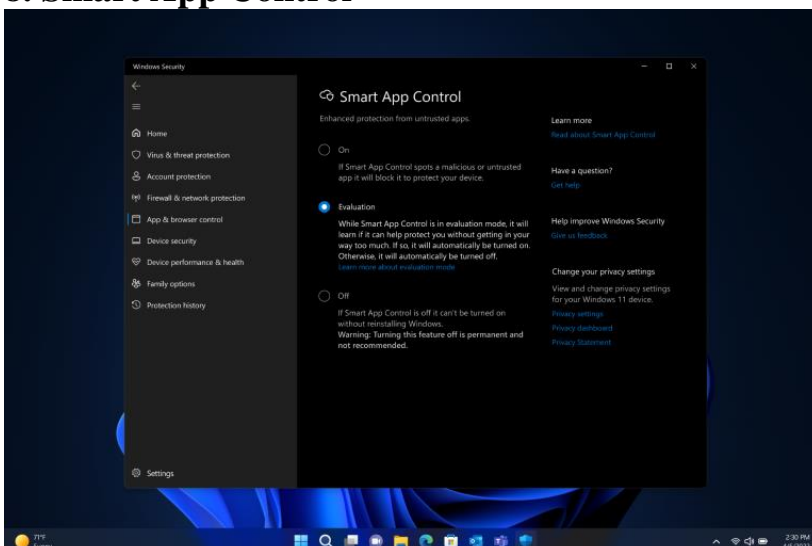 Smart App Control
Windows Security
Smart App Control
Enhanced protection from untrusted apps.
On
If Smart App Control spots a malicious or untrusted
app it will block it to protect your device.
Evaluation
While Smart App Control is in evaluation mode, it will
learn if it can help protect you without getting in your
way too much. If so, it will automatically be turned on.
Otherwise, it will automatically be turned off.
Learn more about evaluation mode
Off
If Smart App Control is off it can't be turned on
without reinstalling Windows.
Warning: Turning this feature off is permanent and
not recommended.
Home
Virus & threat protection
Account protection
Firewall & network protection
App & browser control
Device security
Device performance & health
Family options
Protection history
Settings
Learn more
Read about Smart App Control
Have a question?
Get help
Help improve Windows Security
Give us feedback
Change your privacy settings
View and change privacy settings
for your Windows 11 device.
Privacy settings
Privacy dashboard
Privacy Statement
71°F
Sunny
2:30 PM